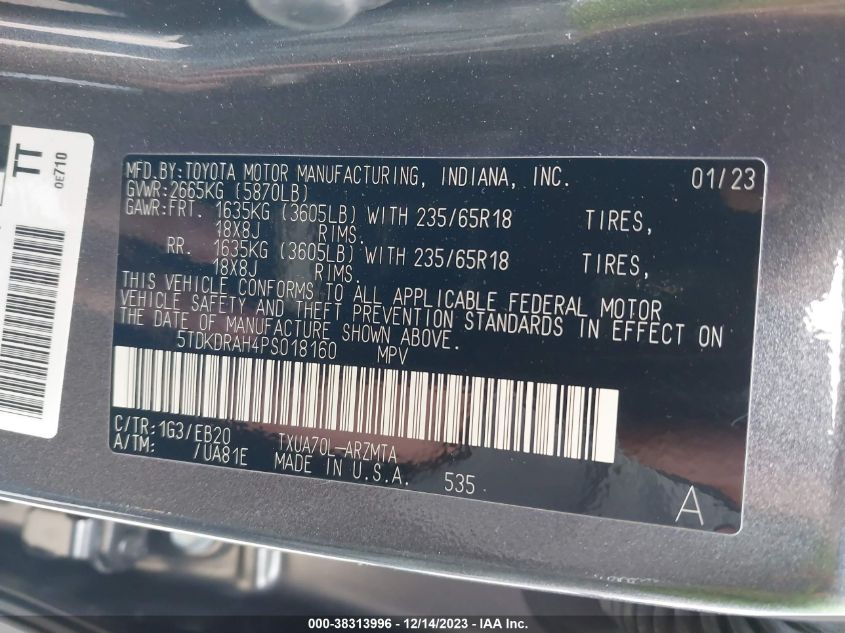 TT
0E710
MFD.BY:TOYOTA MOTOR MANUFACTURING, INDIANA, INC. 01/23
GVWR:2665KG (5870LB)
GAWR:FRT. 1635KG (3605LB) WITH 235/65R18 TIRES,
18X8J RIMS.
RR. 1635KG (3605LB) WITH 235/65R18 TIRES,
18X8J RIMS.
THIS VEHICLE CONFORMS TO ALL APPLICABLE FEDERAL MOTOR
VEHICLE SAFETY AND THEFT PREVENTION STANDARDS IN EFFECT ON
THE DATE OF MANUFACTURE SHOWN ABOVE.
5TDKDRAH4PS018160 MPV
C/TR:1G3/EB20 TXUA70L-ARZMTA
A/TM: /UA81E MADE IN U.S.A. 535
A
000-38313996 - 12/14/2023 - IAA Inc.